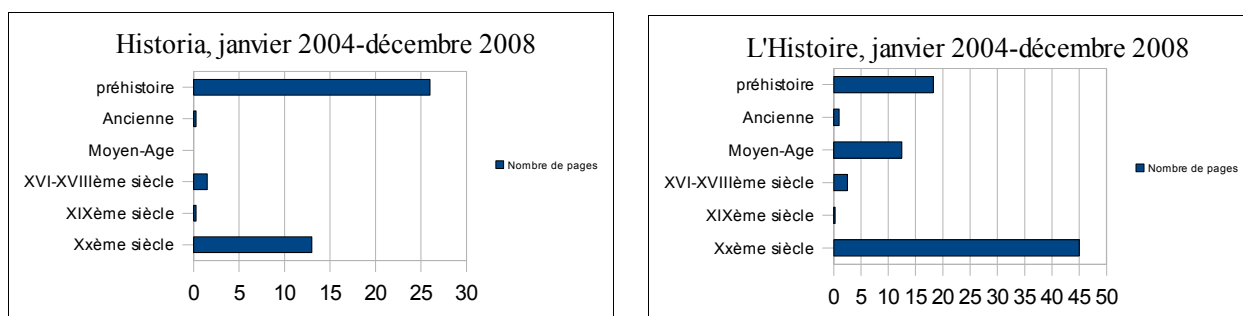 Historia, janvier 2004-décembre 2008
préhistoire
Ancienne
Moyen-Age
XVI-XVIIIème siècle
XIXème siècle
Xxème siècle
0 5 10 15 20 25 30
Nombre de pages
L'Histoire, janvier 2004-décembre 2008
préhistoire
Ancienne
Moyen-Age
XVI-XVIIIème siècle
XIXème siècle
Xxème siècle
0 5 10 15 20 25 30 35 40 45 50
Nombre de pages